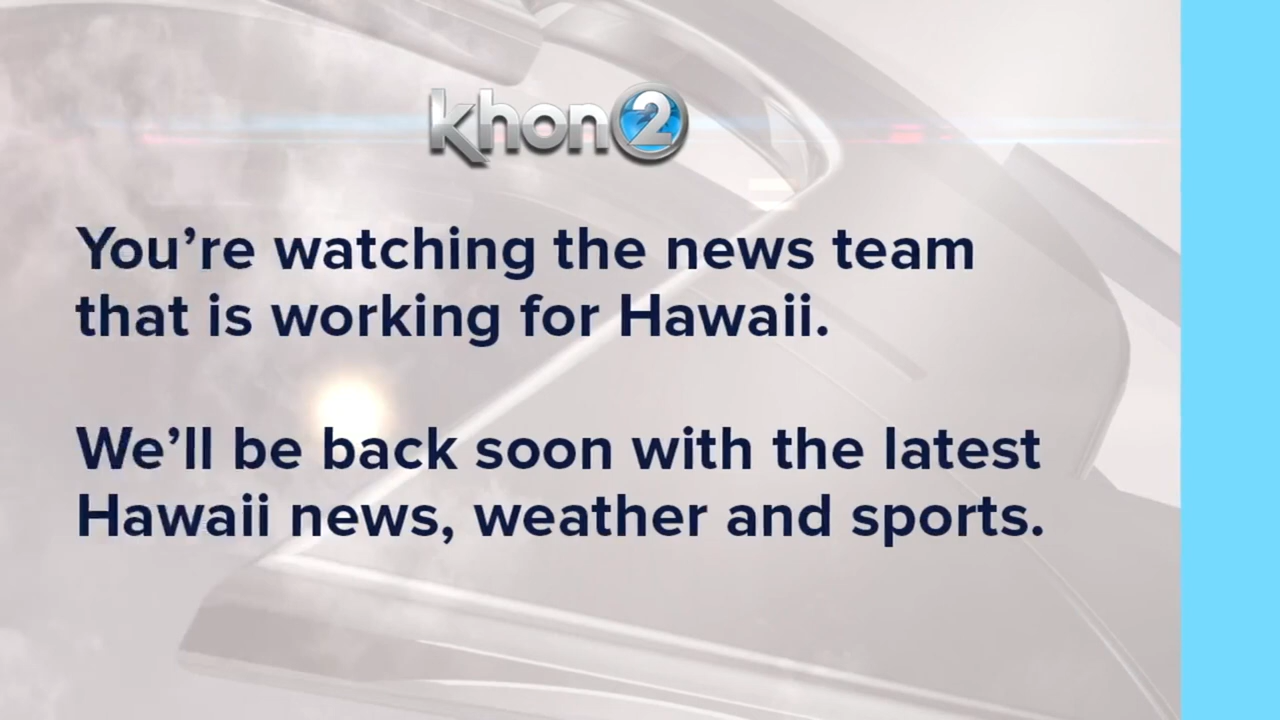 khon2
You’re watching the news team
that is working for Hawaii.
We’ll be back soon with the latest
Hawaii news, weather and sports.